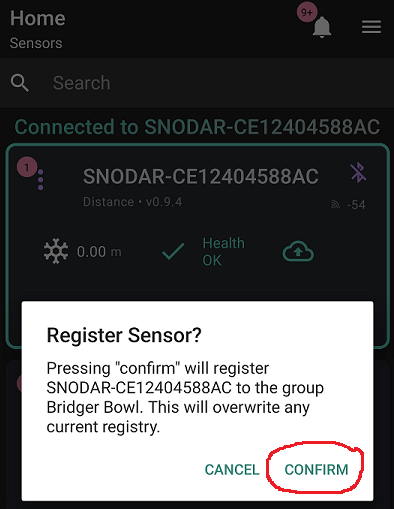 Home
9+
Sensors
Search
Connected to SNODAR-CE12404588AC
1
SNODAR-CE12404588AC
Distance • v0.9.4
-54
0.00 m
Health
OK
Register Sensor?
Pressing "confirm" will register
SNODAR-CE12404588AC to the group
Bridger Bowl. This will overwrite any
current registry.
CANCEL CONFIRM